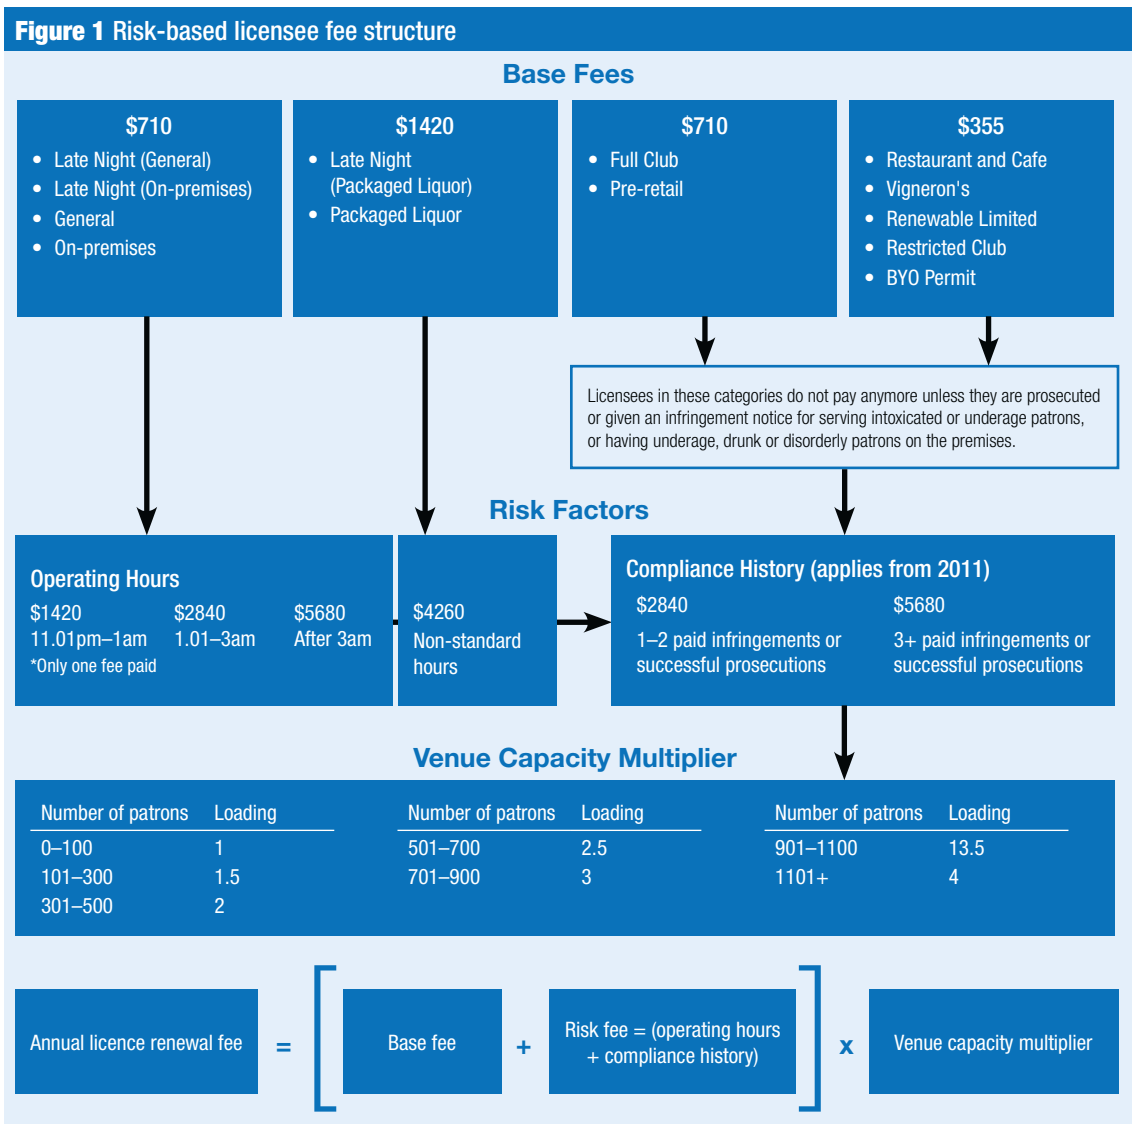 Figure 1 Risk-based licensee fee structure
Base Fees
$710
• Late Night (General)
• Late Night (On-premises)
• General
• On-premises
$1420
• Late Night
(Packaged Liquor)
• Packaged Liquor
$710
• Full Club
• Pre-retail
$355
• Restaurant and Cafe
• Vigneron's
• Renewable Limited
• Restricted Club
• BYO Permit
Licensees in these categories do not pay anymore unless they are prosecuted
or given an infringement notice for serving intoxicated or underage patrons,
or having underage, drunk or disorderly patrons on the premises.
Risk Factors
Operating Hours
$1420 $2840 $5680
11.01pm–1am 1.01–3am After 3am
*Only one fee paid
$4260
Non-standard
hours
Compliance History (applies from 2011)
$2840
1–2 paid infringements or
successful prosecutions
$5680
3+ paid infringements or
successful prosecutions
Venue Capacity Multiplier
Number of patrons Loading
0–100 1
101–300 1.5
301–500 2
Number of patrons Loading
501–700 2.5
701–900 3
Number of patrons Loading
901–1100 13.5
1101+ 4
Annual licence renewal fee
=
[
Base fee
+
Risk fee = (operating hours
+ compliance history)
]
x
Venue capacity multiplier